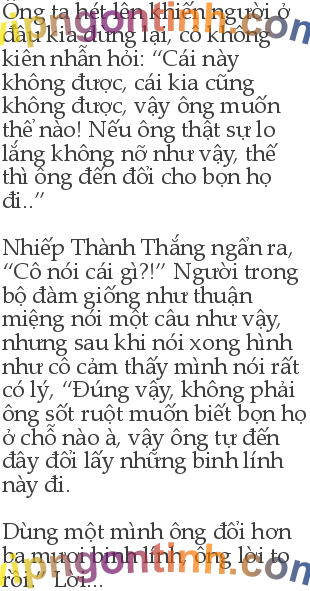 Ông ta hét lên khiến người ở
đầu kia dừng lại, cô không
kiên nhẫn hỏi: “Cái này
không được, cái kia cũng
không được, vậy ông muốn
thể nào! Nếu ông thật sự lo
lắng không nỡ như vậy, thế
thì ông đến đổi cho bọn họ
đi..”
Nhiếp Thành Thắng ngẩn ra,
“Cô nói cái gì?!” Người trong
bộ đàm giống như thuận
miệng nói một câu như vậy,
nhưng sau khi nói xong hình
như cô cảm thấy mình nói rất
có lý, “Đúng vậy, không phải
ông sốt ruột muốn biết bọn họ
ở chỗ nào à, vậy ông tự đến
đây đổi lấy những binh lính
này đi.
Dùng một mình ông đổi hơn
ba mươi binh lính, ông lời to
rồi” Lời...
vipngontinh.com
vipngontinh.com